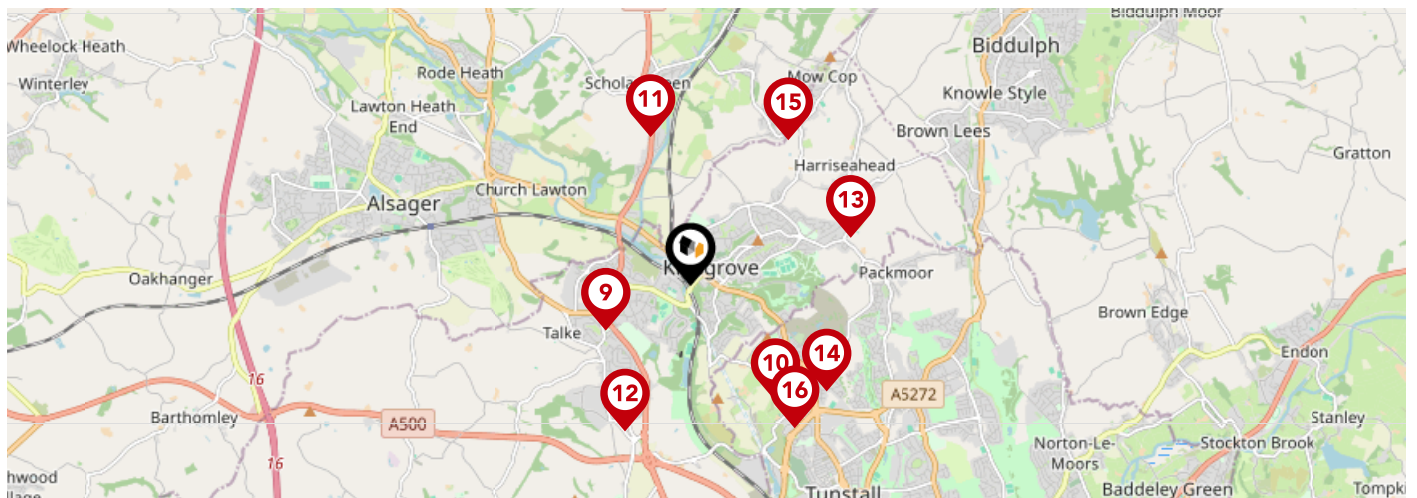 Biddulph Moor
Wheelock Heath
Biddulph
Winterley
Rode Heath
Mow Cop
11
15
Knowle Style
Lawton Heath
End
Brown Lees
Gratton
Harriseahead
Church Lawton
Alsager
13
Packmoor
Oakhanger
9
Brown Edge
Talke
Endon
10
14
16
12
16
A5272
Barthomley
A500
Stanley
Norton-Le-
Moors
Stockton Brook
16
Baddeley Green
Tunstall